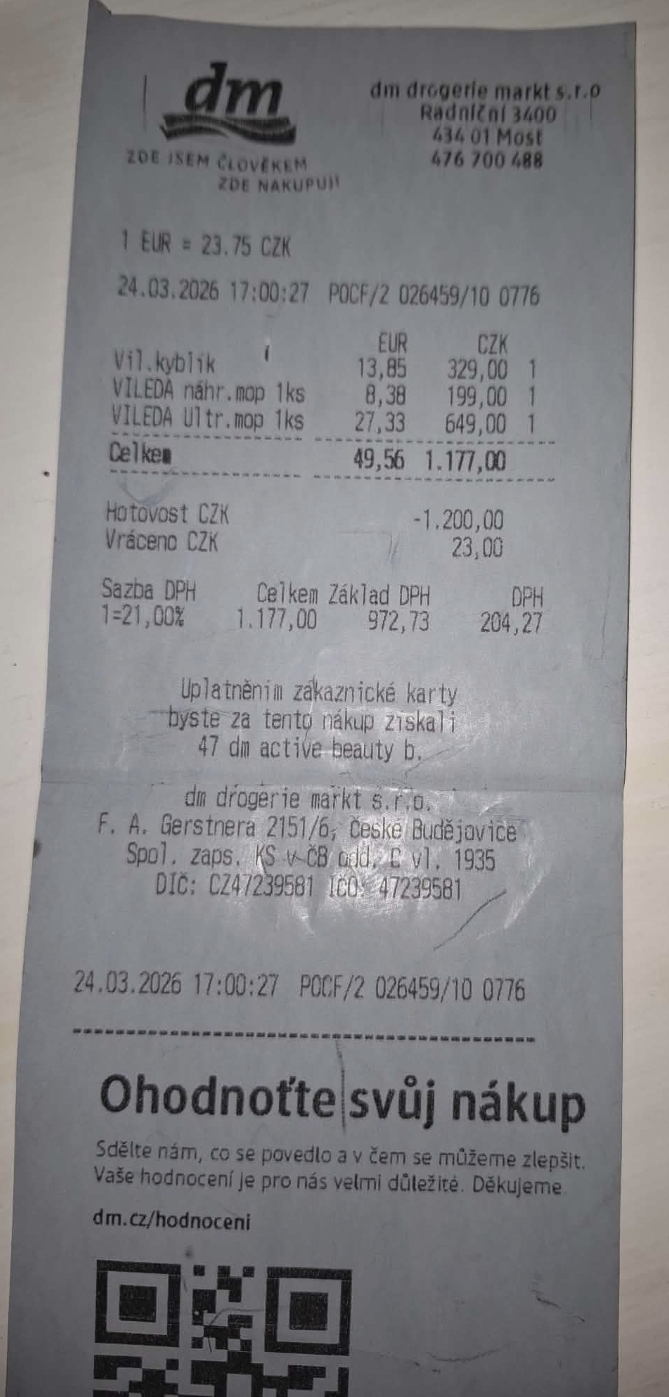 dm
ZDE JSEM ČLOVĚKEM
ZDE NAKUPUJI
dm drogerie markt s.r.o
Radniční 3400
434 01 Most
476 700 488
1 EUR = 23.75 CZK
24.03.2026 17:00:27 POCF/2 026459/10 0776
EUR CZK
Vil.kyblík 13,85 329,00 1
VILEDA náhr.mop 1ks 8,38 199,00 1
VILEDA Ultr.mop 1ks 27,33 649,00 1
Celkem 49,56 1.177,00
Hotovost CZK -1.200,00
Vráceno CZK 23,00
Sazba DPH Celkem Základ DPH DPH
1=21,00% 1.177,00 972,73 204,27
Uplatněním zákaznické karty
byste za tento nákup získali
47 dm active beauty b.
dm drogerie markt s.r.o.
F. A. Gerstnera 2151/6, České Budějovice
Spol. zaps. KS v ČB odd. C vl. 1935
DIČ: CZ47239581 IČO: 47239581
24.03.2026 17:00:27 POCF/2 026459/10 0776
Ohodnoťte svůj nákup
Sdělte nám, co se povedlo a v čem se můžeme zlepšit.
Vaše hodnocení je pro nás velmi důležité. Děkujeme.
dm.cz/hodnoceni